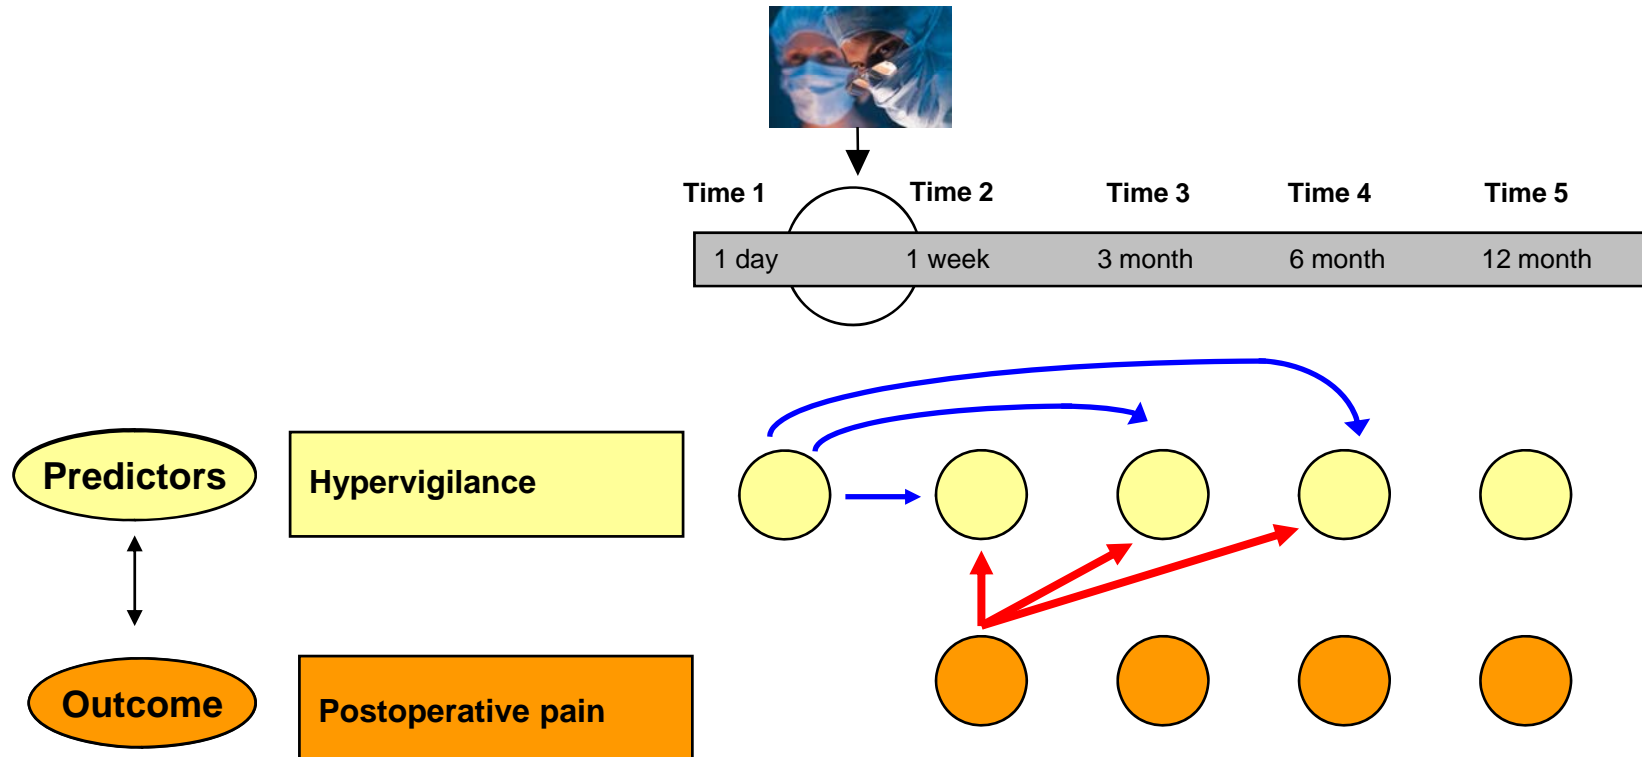 Time 1 Time 2 Time 3 Time 4 Time 5
1 day 1 week 3 month 6 month 12 month
Predictors Hypervigilance
Outcome Postoperative pain